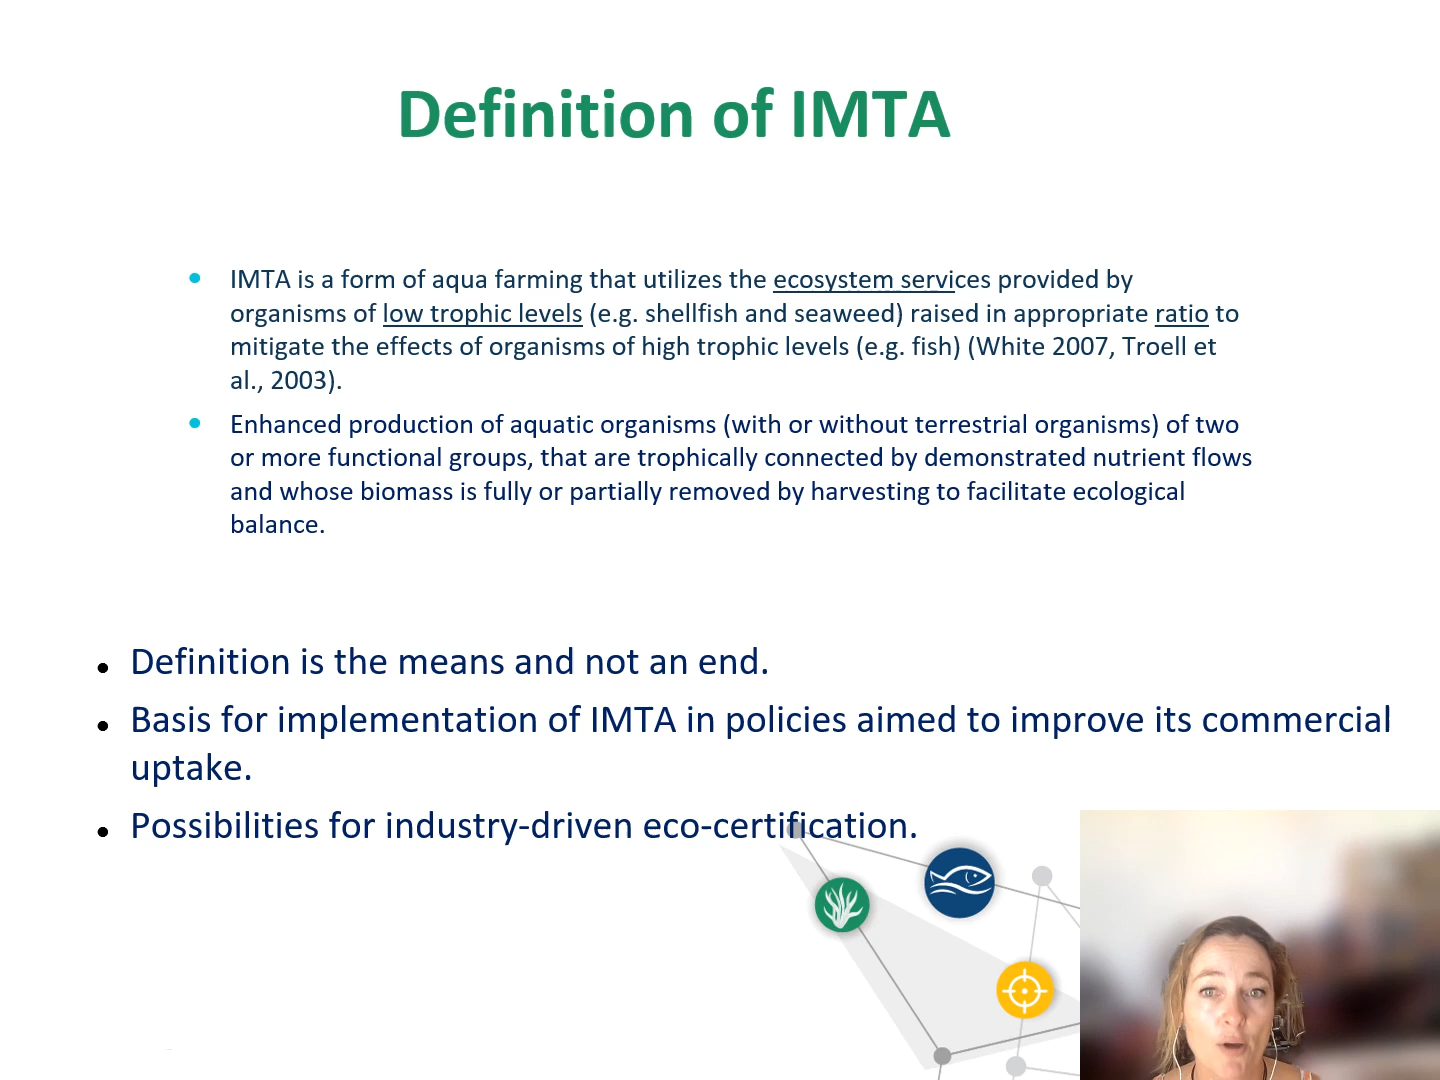 Definition of IMTA
IMTA is a form of aqua farming that utilizes the ecosystem services provided by
organisms of low trophic levels (e.g. shellfish and seaweed) raised in appropriate ratio to
mitigate the effects of organisms of high trophic levels (e.g. fish) (White 2007, Troell et
al., 2003).
Enhanced production of aquatic organisms (with or without terrestrial organisms) of two
or more functional groups, that are trophically connected by demonstrated nutrient flows
and whose biomass is fully or partially removed by harvesting to facilitate ecological
balance.
Definition is the means and not an end.
Basis for implementation of IMTA in policies aimed to improve its commercial
uptake.
Possibilities for industry-driven eco-certification.